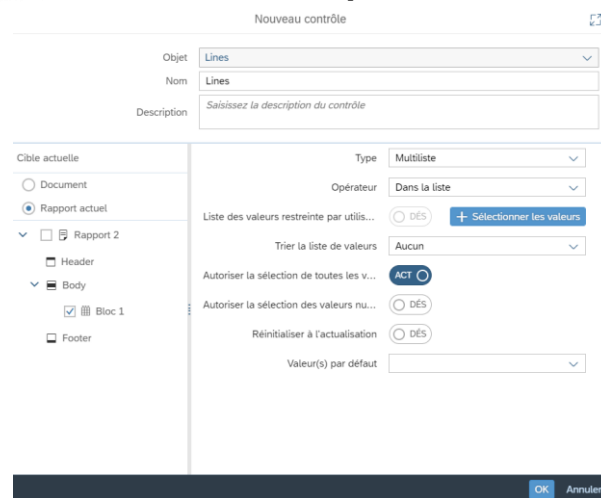 Nouveau contrôle
Objet Lines
Nom Lines
Description Saisissez la description du contrôle
Cible actuelle
Document
Rapport actuel
Rapport 2
Header
Body
Bloc 1
Footer
Type Multiliste
Opérateur Dans la liste
Liste des valeurs restreinte par utilis... DÉS + Sélectionner les valeurs
Trier la liste de valeurs Aucun
Autoriser la sélection de toutes les v... ACT
Autoriser la sélection des valeurs nu... DÉS
Réinitialiser à l'actualisation DÉS
Valeur(s) par défaut
OK Annuler